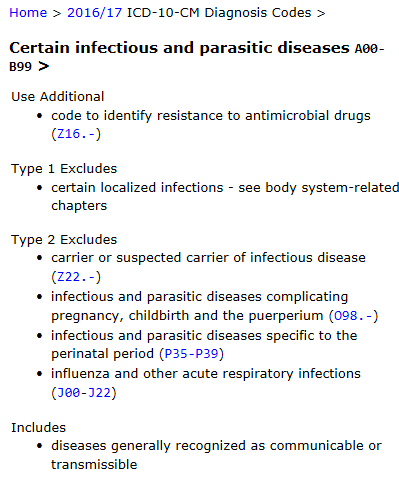 Home > 2016/17 ICD-10-CM Diagnosis Codes >
Certain infectious and parasitic diseases A00-
B99 >
Use Additional
• code to identify resistance to antimicrobial drugs
(Z16.-)
Type 1 Excludes
• certain localized infections - see body system-related
chapters
Type 2 Excludes
• carrier or suspected carrier of infectious disease
(Z22.-)
• infectious and parasitic diseases complicating
pregnancy, childbirth and the puerperium (O98.-)
• infectious and parasitic diseases specific to the
perinatal period (P35-P39)
• influenza and other acute respiratory infections
(J00-J22)
Includes
• diseases generally recognized as communicable or
transmissible